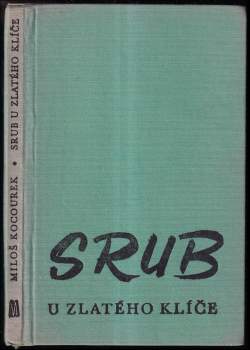 MILOŠ KOCOUREK • SRUB U ZLATÉHO KLÍČE
SRUB
U ZLATÉHO KLÍČE